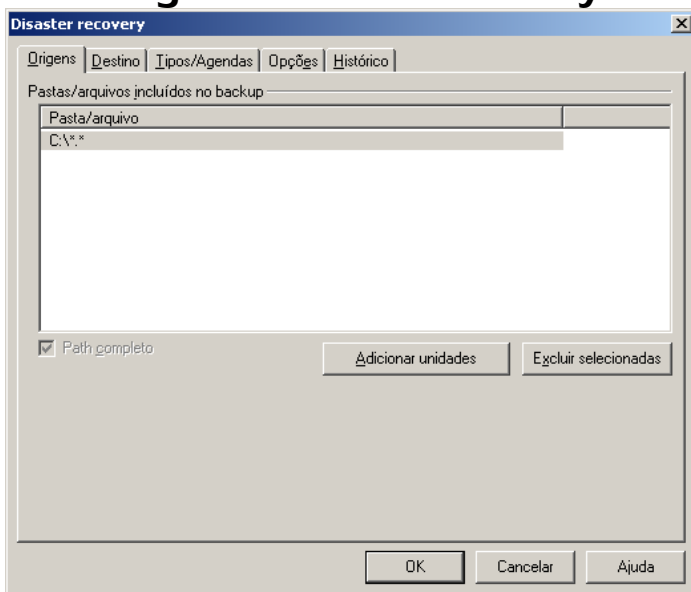 Disaster recovery
Origens Destino Tipos/Agendas Opções Histórico
Pastas/arquivos incluídos no backup
Pasta/arquivo
C:\*.*
Path completo
Adicionar unidades Excluir selecionadas
OK Cancelar Ajuda